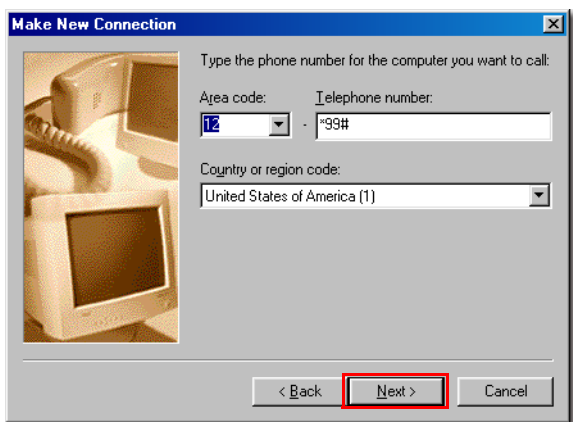 Make New Connection
Type the phone number for the computer you want to call:
Area code: Telephone number:
12 - *99#
Country or region code:
United States of America (1)
< Back Next > Cancel